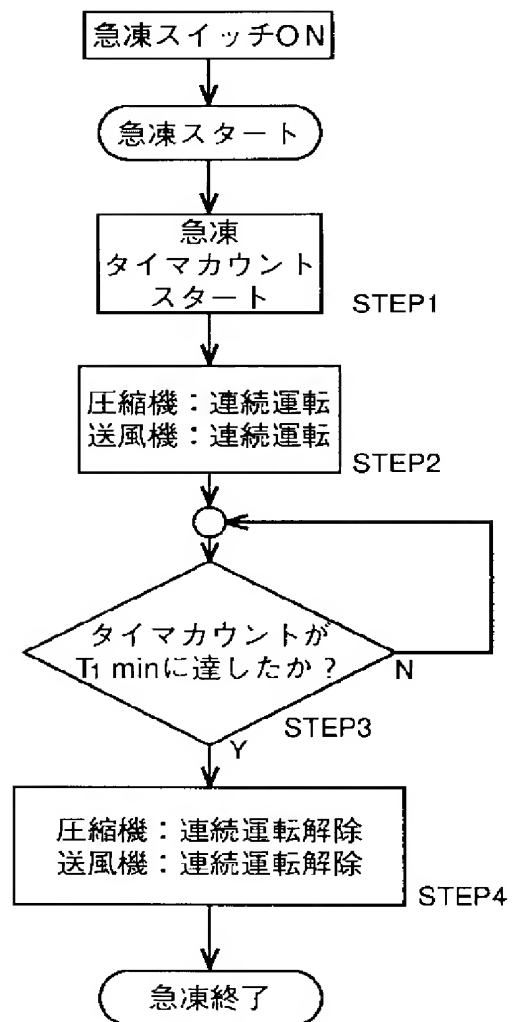 急凍スイッチON
急凍スタート
急凍
タイマカウント
スタート
STEP1
圧縮機：連続運転
送風機：連続運転
STEP2
タイマカウントが
T1 minに達したか？
N
STEP3
Y
圧縮機：連続運転解除
送風機：連続運転解除
STEP4
急凍終了